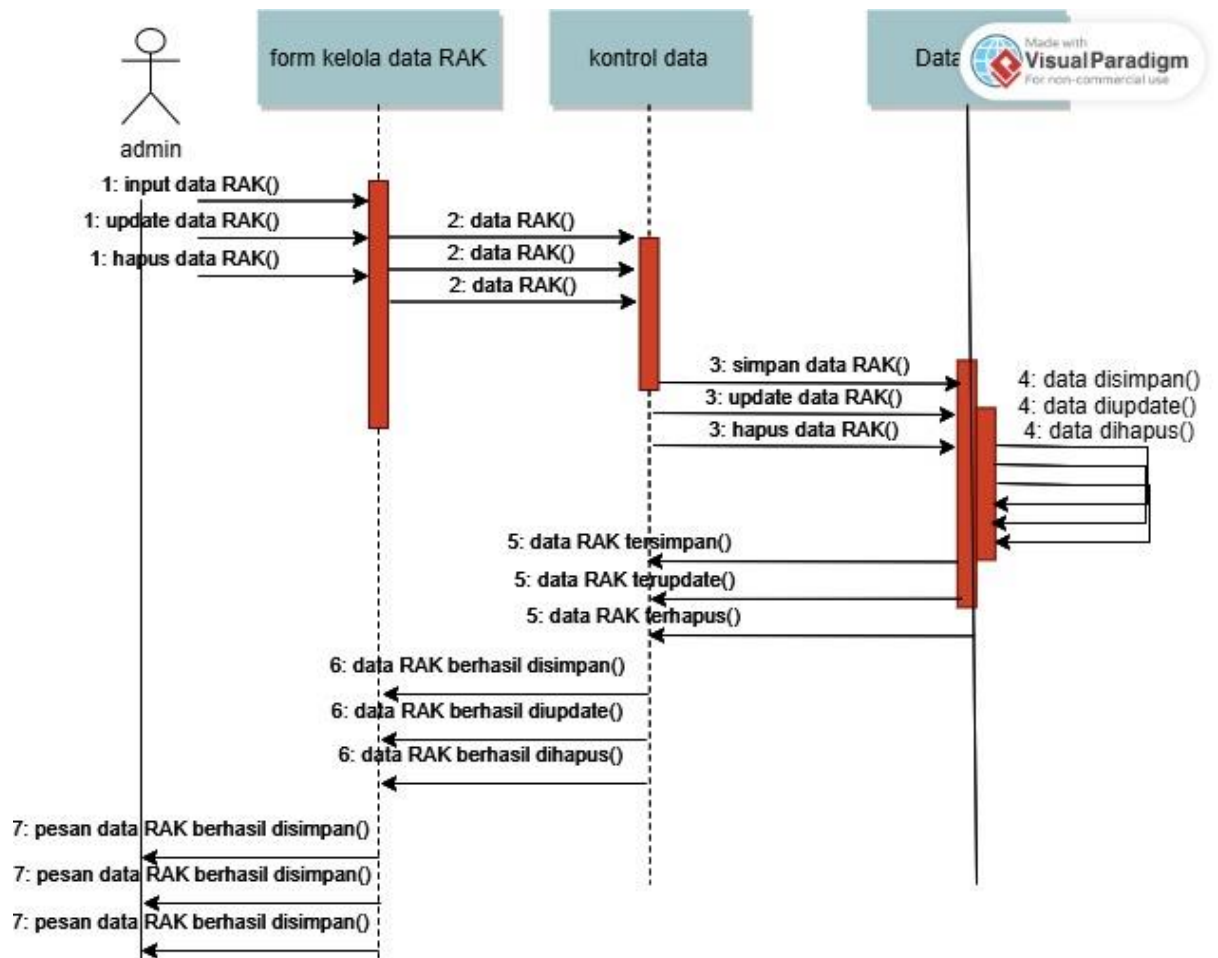 form kelola data RAK
kontrol data
Data
Made with
Visual Paradigm
For non-commercial use
admin
1: input data RAK()
1: update data RAK()
1: hapus data RAK()
2: data RAK()
2: data RAK()
2: data RAK()
3: simpan data RAK()
3: update data RAK()
3: hapus data RAK()
4: data disimpan()
4: data diupdate()
4: data dihapus()
5: data RAK tersimpan()
5: data RAK terupdate()
5: data RAK terhapus()
6: data RAK berhasil disimpan()
6: data RAK berhasil diupdate()
6: data RAK berhasil dihapus()
7: pesan data RAK berhasil disimpan()
7: pesan data RAK berhasil disimpan()
7: pesan data RAK berhasil disimpan()